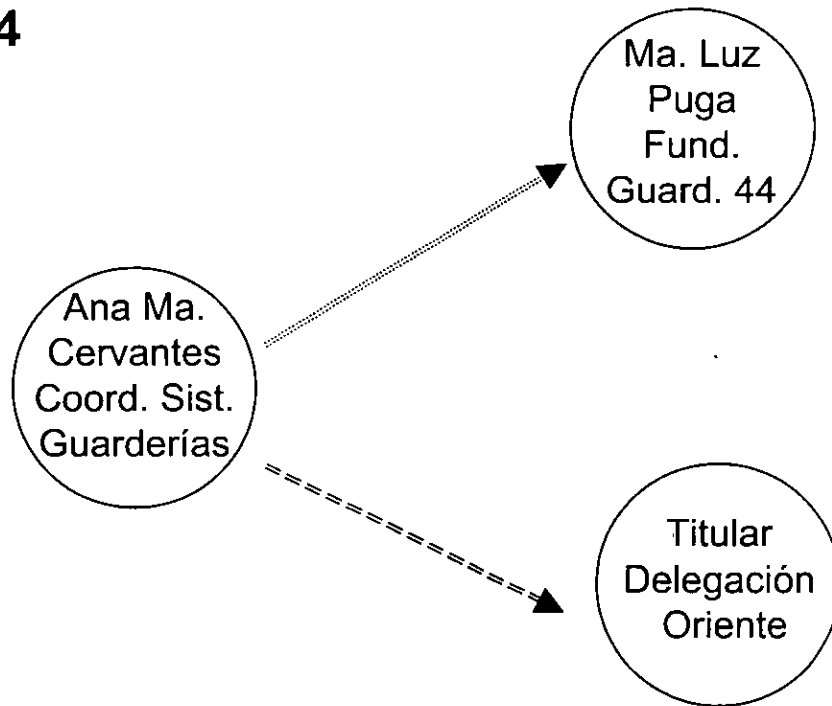 4
Ma. Luz
Puga
Fund.
Guard. 44
Ana Ma.
Cervantes
Coord. Sist.
Guarderías
Titular
Delegación
Oriente